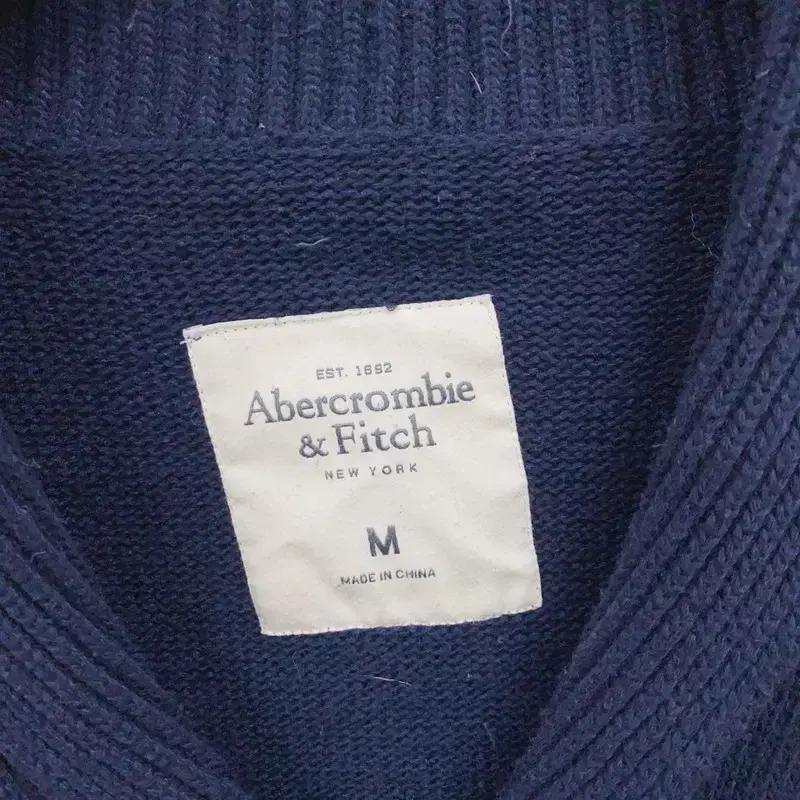 EST. 1892
Abercrombie
& Fitch
NEW YORK
M
MADE IN CHINA